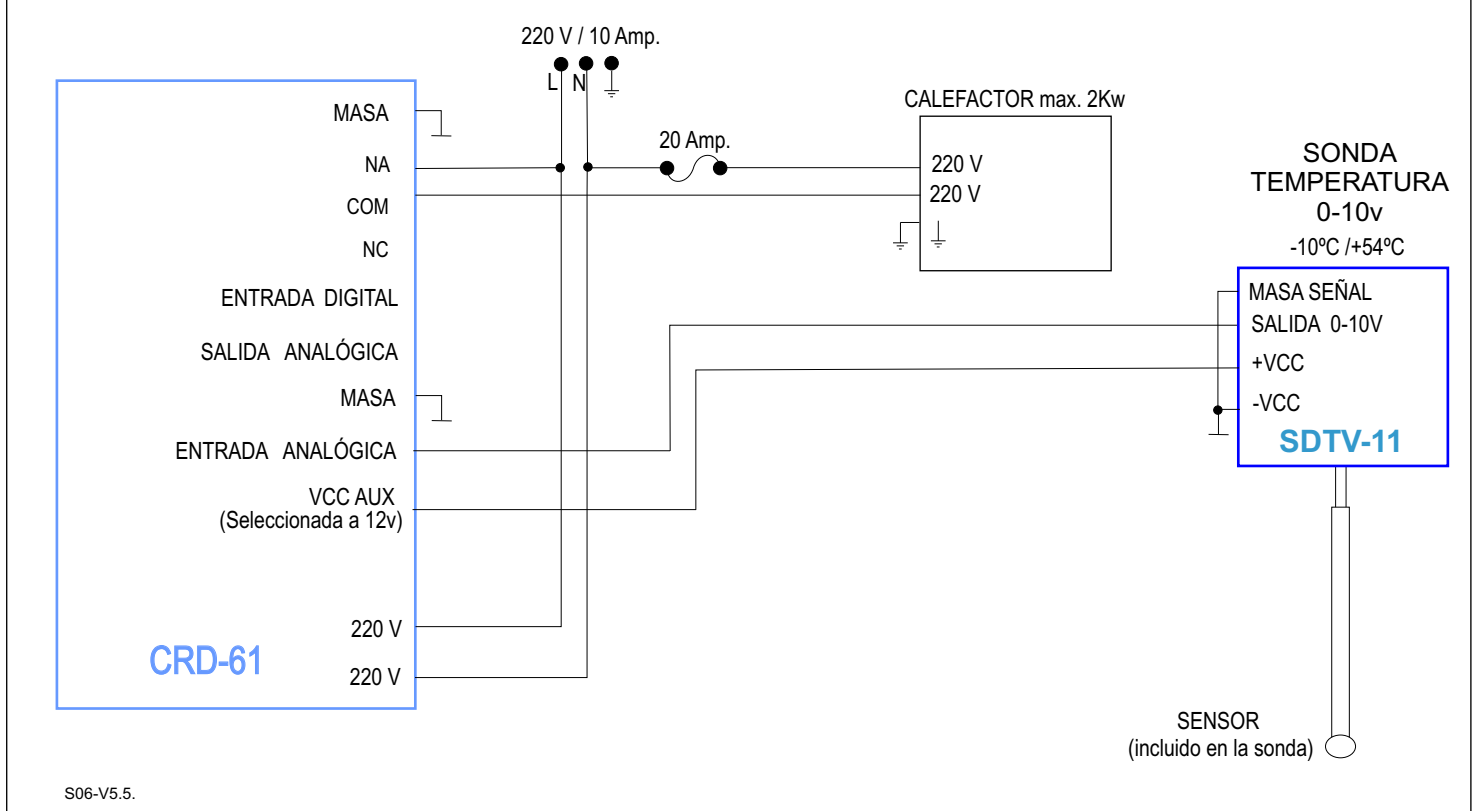 220 V / 10 Amp.
L N
MASA
NA
COM
NC
ENTRADA DIGITAL
SALIDA ANALÓGICA
MASA
ENTRADA ANALÓGICA
VCC AUX
(Seleccionada a 12v)
220 V
220 V
CRD-61
20 Amp.
CALEFACTOR max. 2Kw
220 V
220 V
SONDA
TEMPERATURA
0-10v
-10ºC /+54ºC
MASA SEÑAL
SALIDA 0-10V
+VCC
-VCC
SDTV-11
SENSOR
(incluido en la sonda)
S06-V5.5.